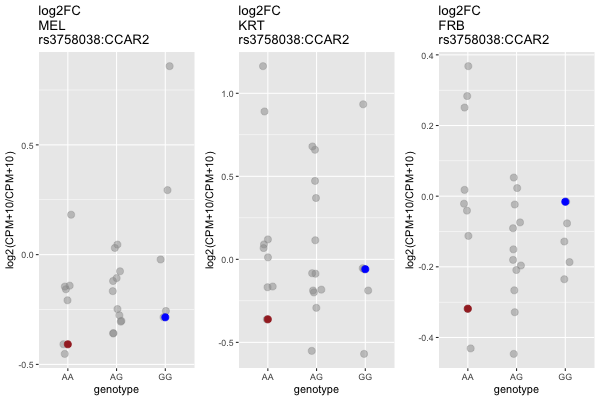 log2FC
MEL
rs3758038:CCAR2
log2(CPM+10/CPM+10)
0.5
0.0
-0.5
AA AG GG
genotype
log2FC
KRT
rs3758038:CCAR2
log2(CPM+10/CPM+10)
1.0
0.5
0.0
-0.5
AA AG GG
genotype
log2FC
FRB
rs3758038:CCAR2
log2(CPM+10/CPM+10)
0.4
0.2
0.0
-0.2
-0.4
AA AG GG
genotype